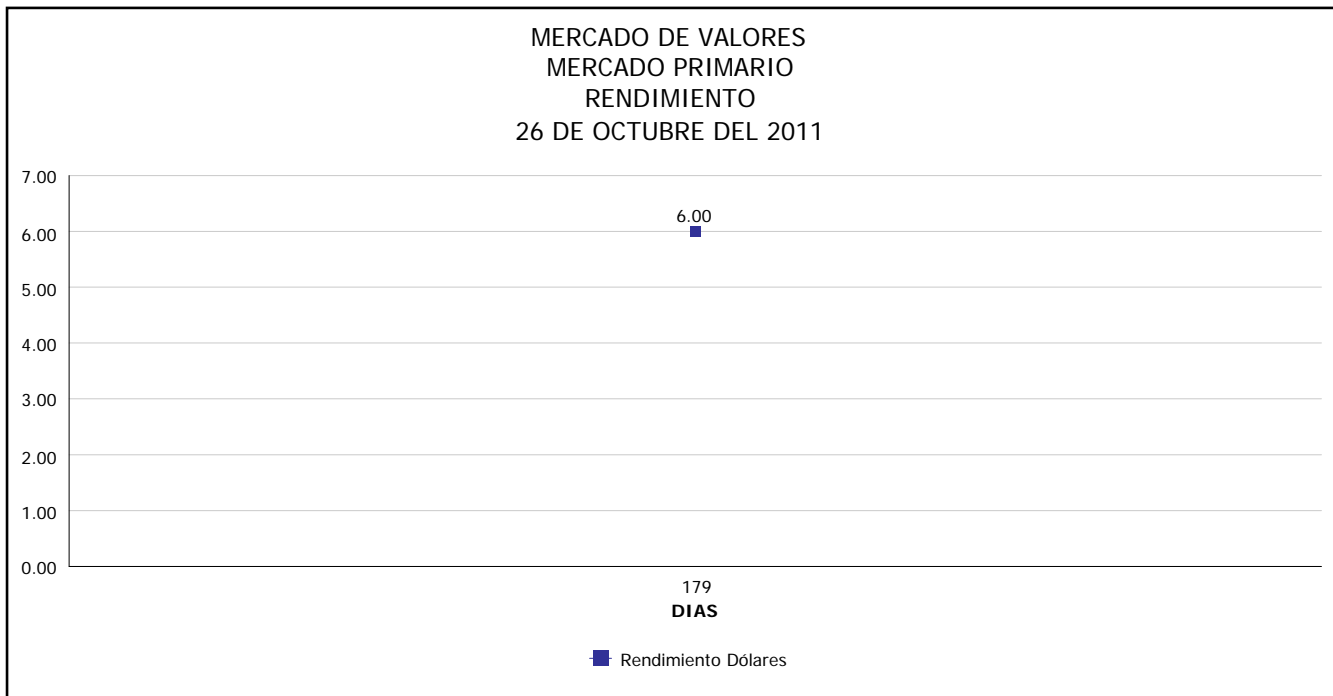 MERCADO DE VALORES
MERCADO PRIMARIO
RENDIMIENTO
26 DE OCTUBRE DEL 2011
7.00
6.00
6.00
5.00
4.00
3.00
2.00
1.00
0.00
179
DIAS
Rendimiento Dólares